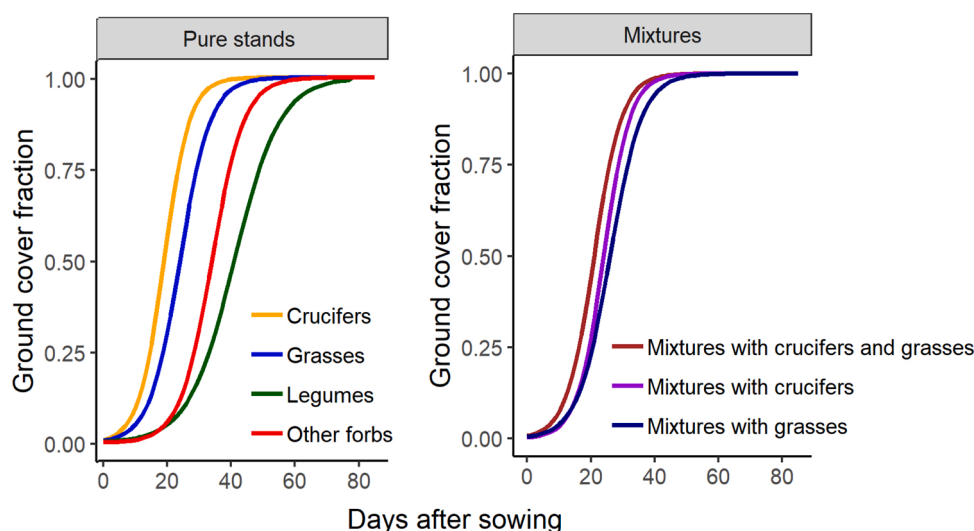 Pure stands
Mixtures
Ground cover fraction
1.00
0.75
0.50
0.25
0.00
0 20 40 60 80
Crucifers
Grasses
Legumes
Other forbs
Ground cover fraction
1.00
0.75
0.50
0.25
0.00
0 20 40 60 80
Mixtures with crucifers and grasses
Mixtures with crucifers
Mixtures with grasses
Days after sowing